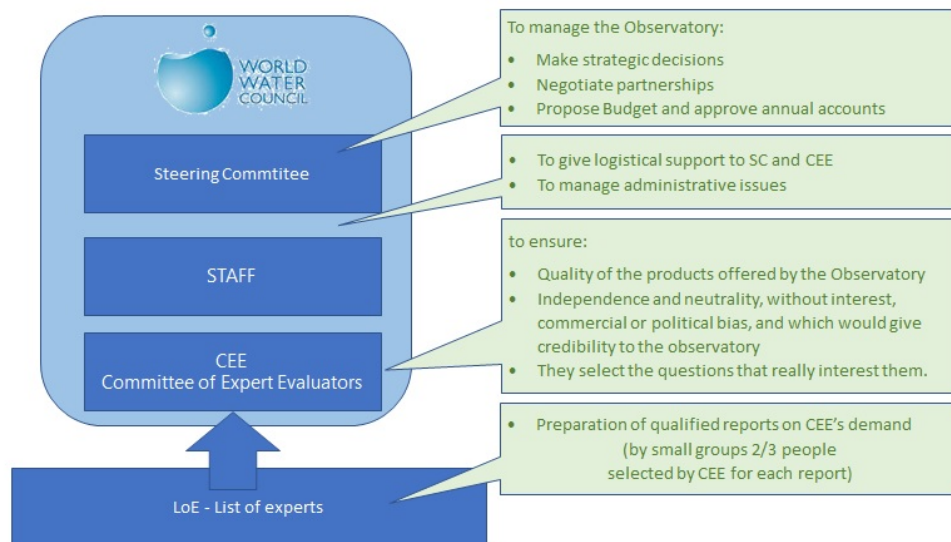 WORLD
WATER
COUNCIL
Steering Commtitee
STAFF
CEE
Committee of Expert Evaluators
LoE - List of experts
To manage the Observatory:
• Make strategic decisions
• Negotiate partnerships
• Propose Budget and approve annual accounts
• To give logistical support to SC and CEE
• To manage administrative issues
to ensure:
• Quality of the products offered by the Observatory
• Independence and neutrality, without interest,
commercial or political bias, and which would give
credibility to the observatory
• They select the questions that really interest them.
• Preparation of qualified reports on CEE's demand
(by small groups 2/3 people
selected by CEE for each report)